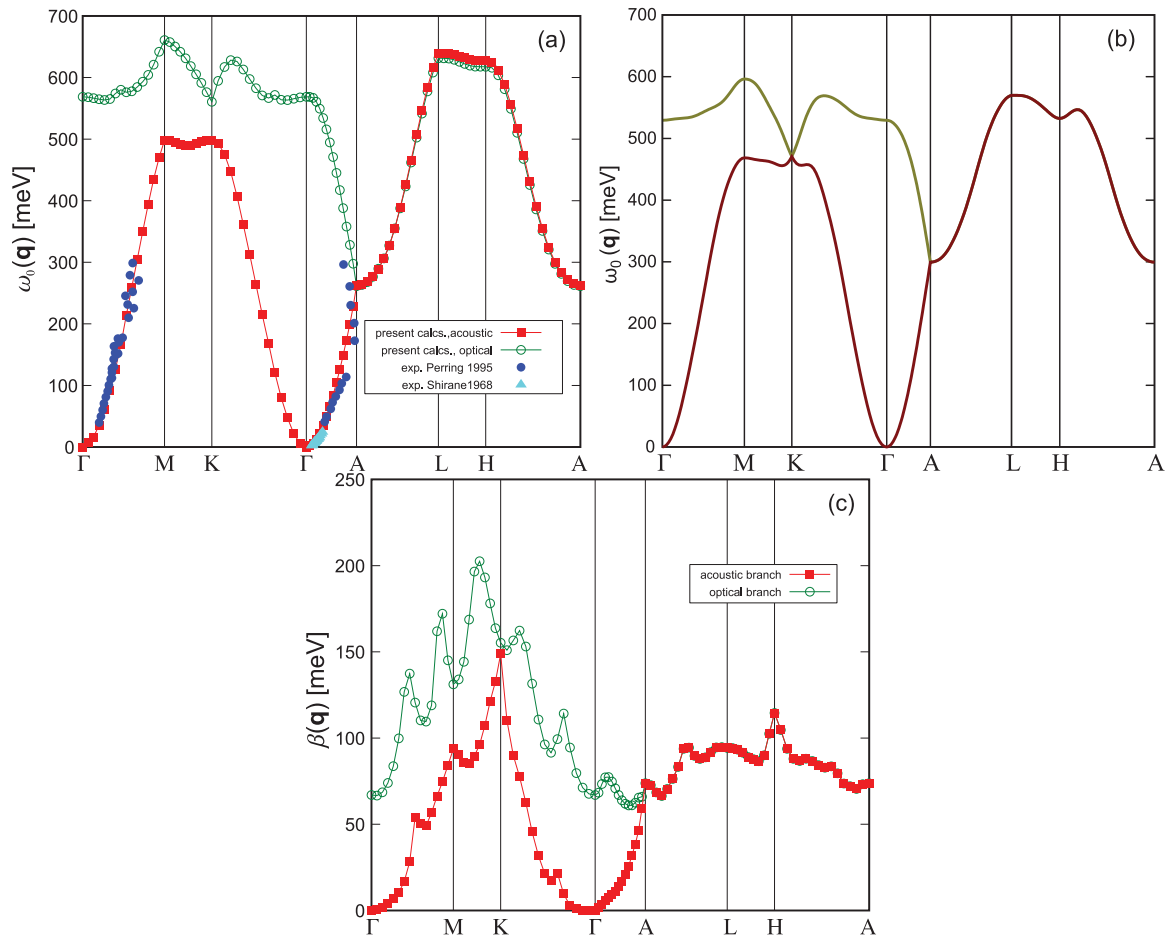 700
600
500
400
300
200
100
0
ω₀(q) [meV]
(a)
present calcs.,acoustic
present calcs., optical
exp. Perring 1995
exp. Shirane1968
Γ M K Γ A L H A
700
600
500
400
300
200
100
0
ω₀(q) [meV]
(b)
Γ M K Γ A L H A
250
200
150
100
50
0
β(q) [meV]
(c)
acoustic branch
optical branch
Γ M K Γ A L H A